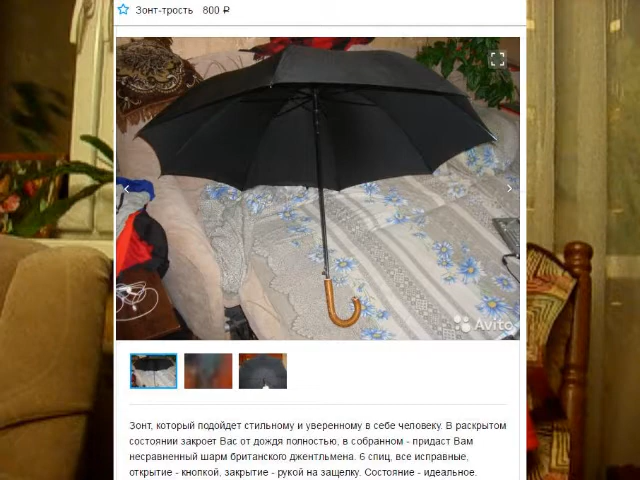 Зонт-трость 800 ₽
Avito
Зонт, который подойдет стильному и уверенному в себе человеку. В раскрытом
состоянии закроет Вас от дождя полностью, в собранном - придаст Вам
несравненный шарм британского джентльмена. 6 спиц, все исправные,
открытие - кнопкой, закрытие - рукой на защелку. Состояние - идеальное.